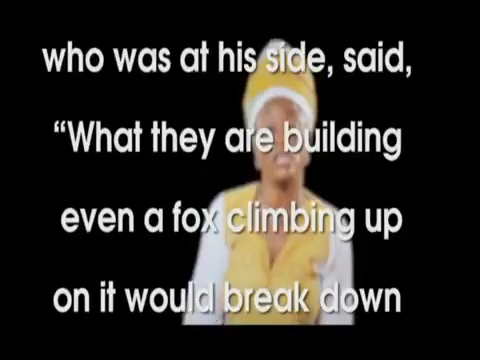 who was at his side, said,
“What they are building
even a fox climbing up
on it would break down